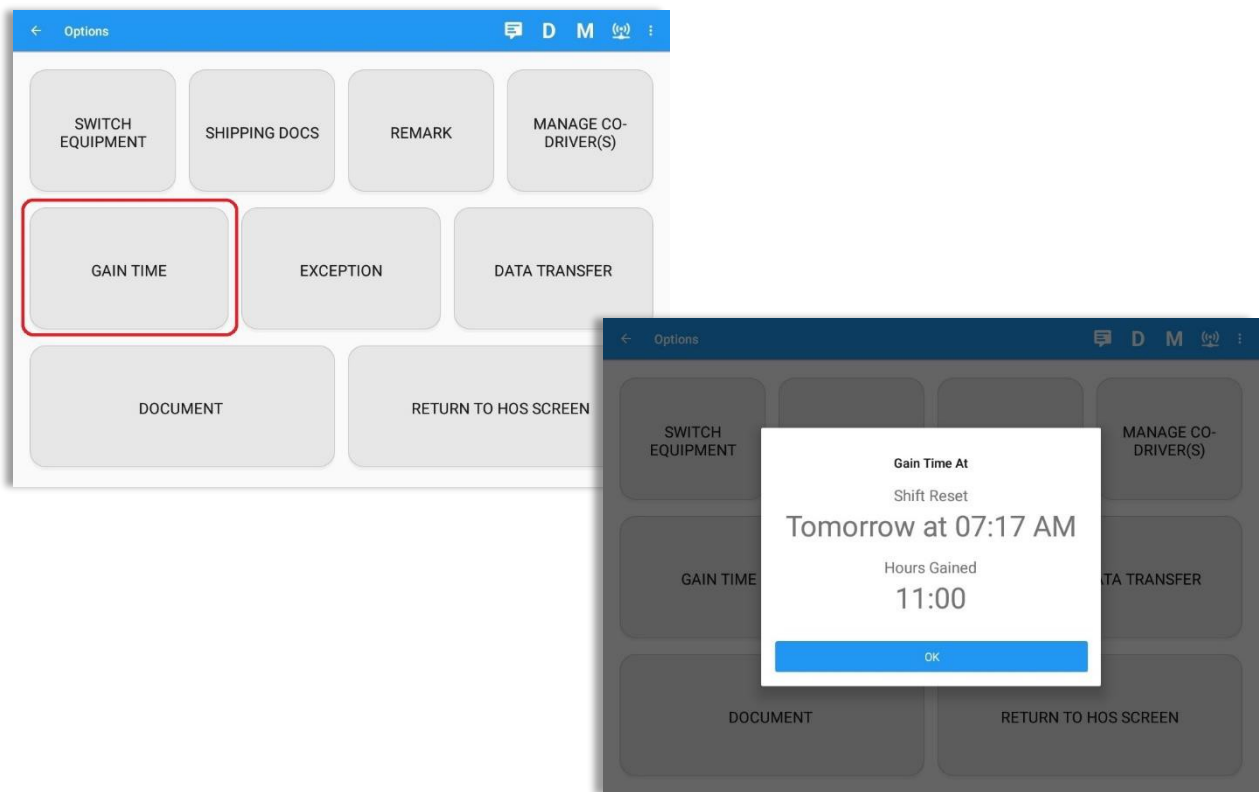 Options D M
SWITCH
EQUIPMENT
SHIPPING DOCS
REMARK
MANAGE CO-
DRIVER(S)
GAIN TIME
EXCEPTION
DATA TRANSFER
DOCUMENT
RETURN TO HOS SCREEN
Options D M
SWITCH
EQUIPMENT
MANAGE CO-
DRIVER(S)
GAIN TIME
TA TRANSFER
DOCUMENT
RETURN TO HOS SCREEN
Gain Time At
Shift Reset
Tomorrow at 07:17 AM
Hours Gained
11:00
OK